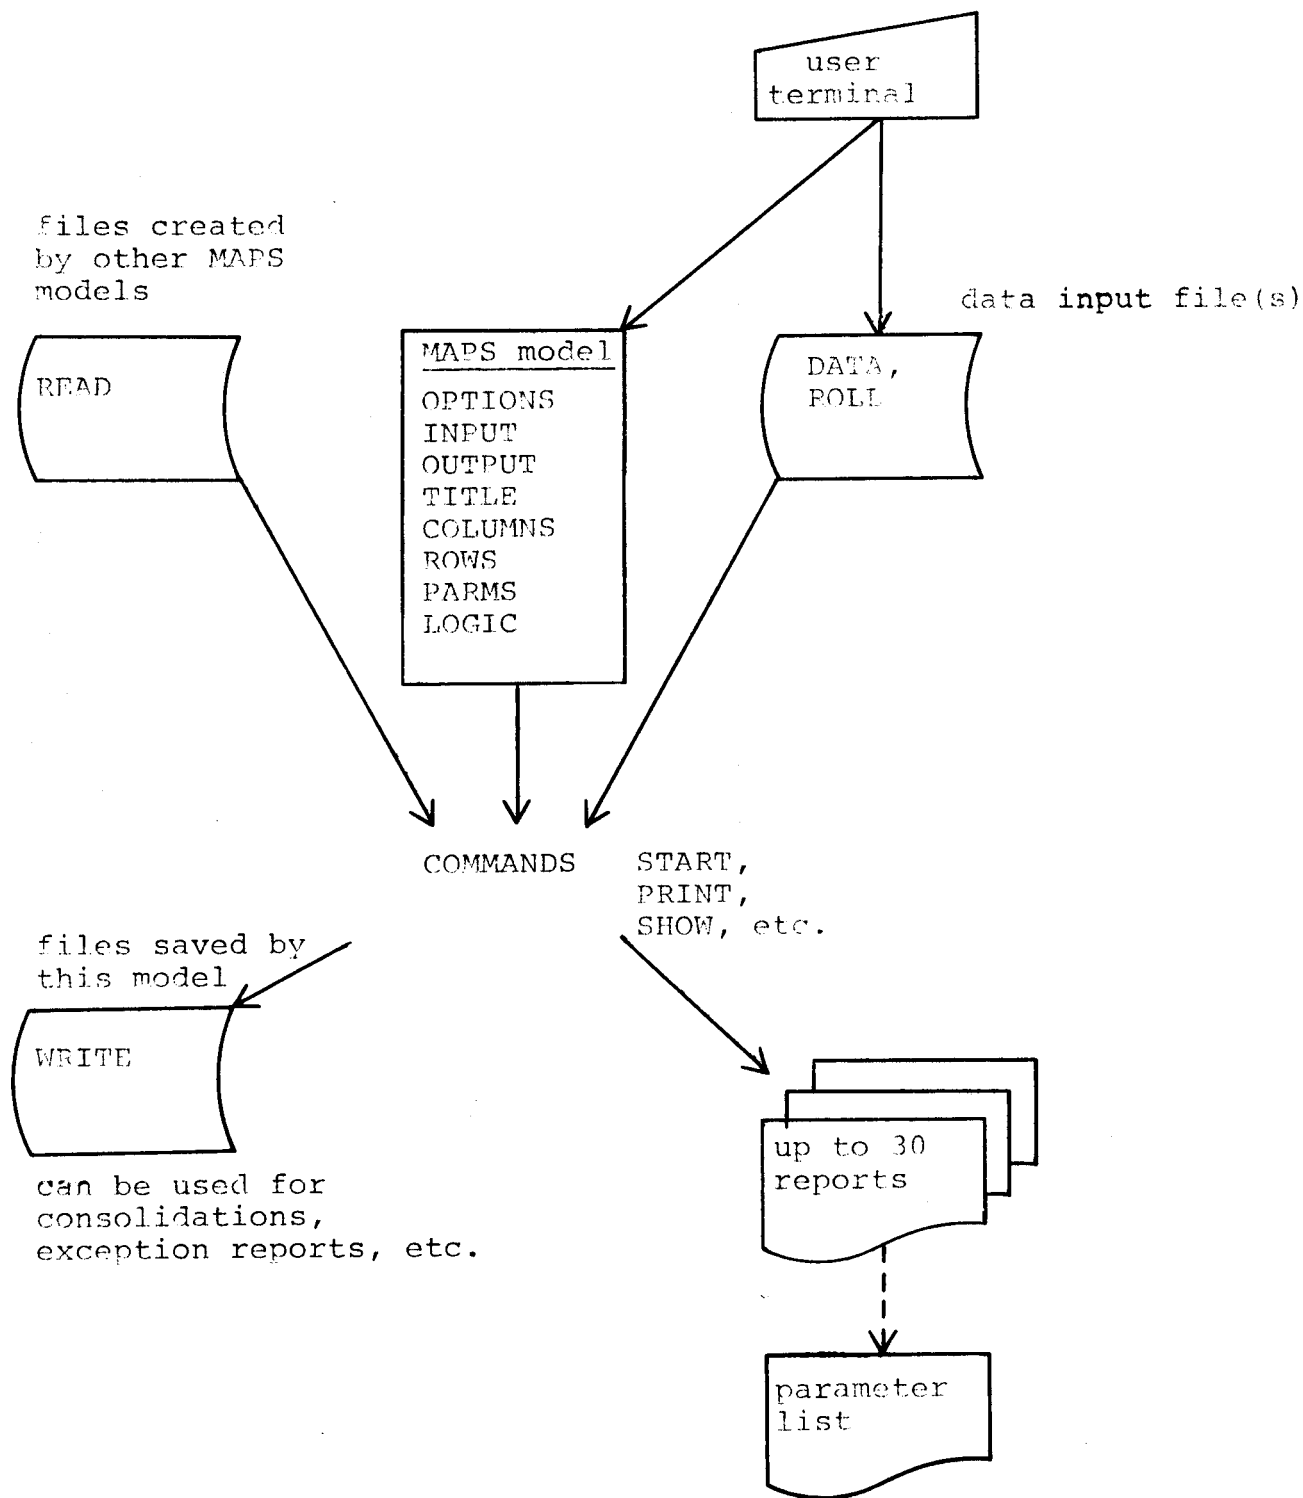 user
terminal
files created
by other MAPS
models
data input file(s)
READ
MAPS model
OPTIONS
INPUT
OUTPUT
TITLE
COLUMNS
ROWS
PARMS
LOGIC
DATA,
ROLL
COMMANDS
START,
PRINT,
SHOW, etc.
files saved by
this model
WRITE
can be used for
consolidations,
exception reports, etc.
up to 30
reports
parameter
list